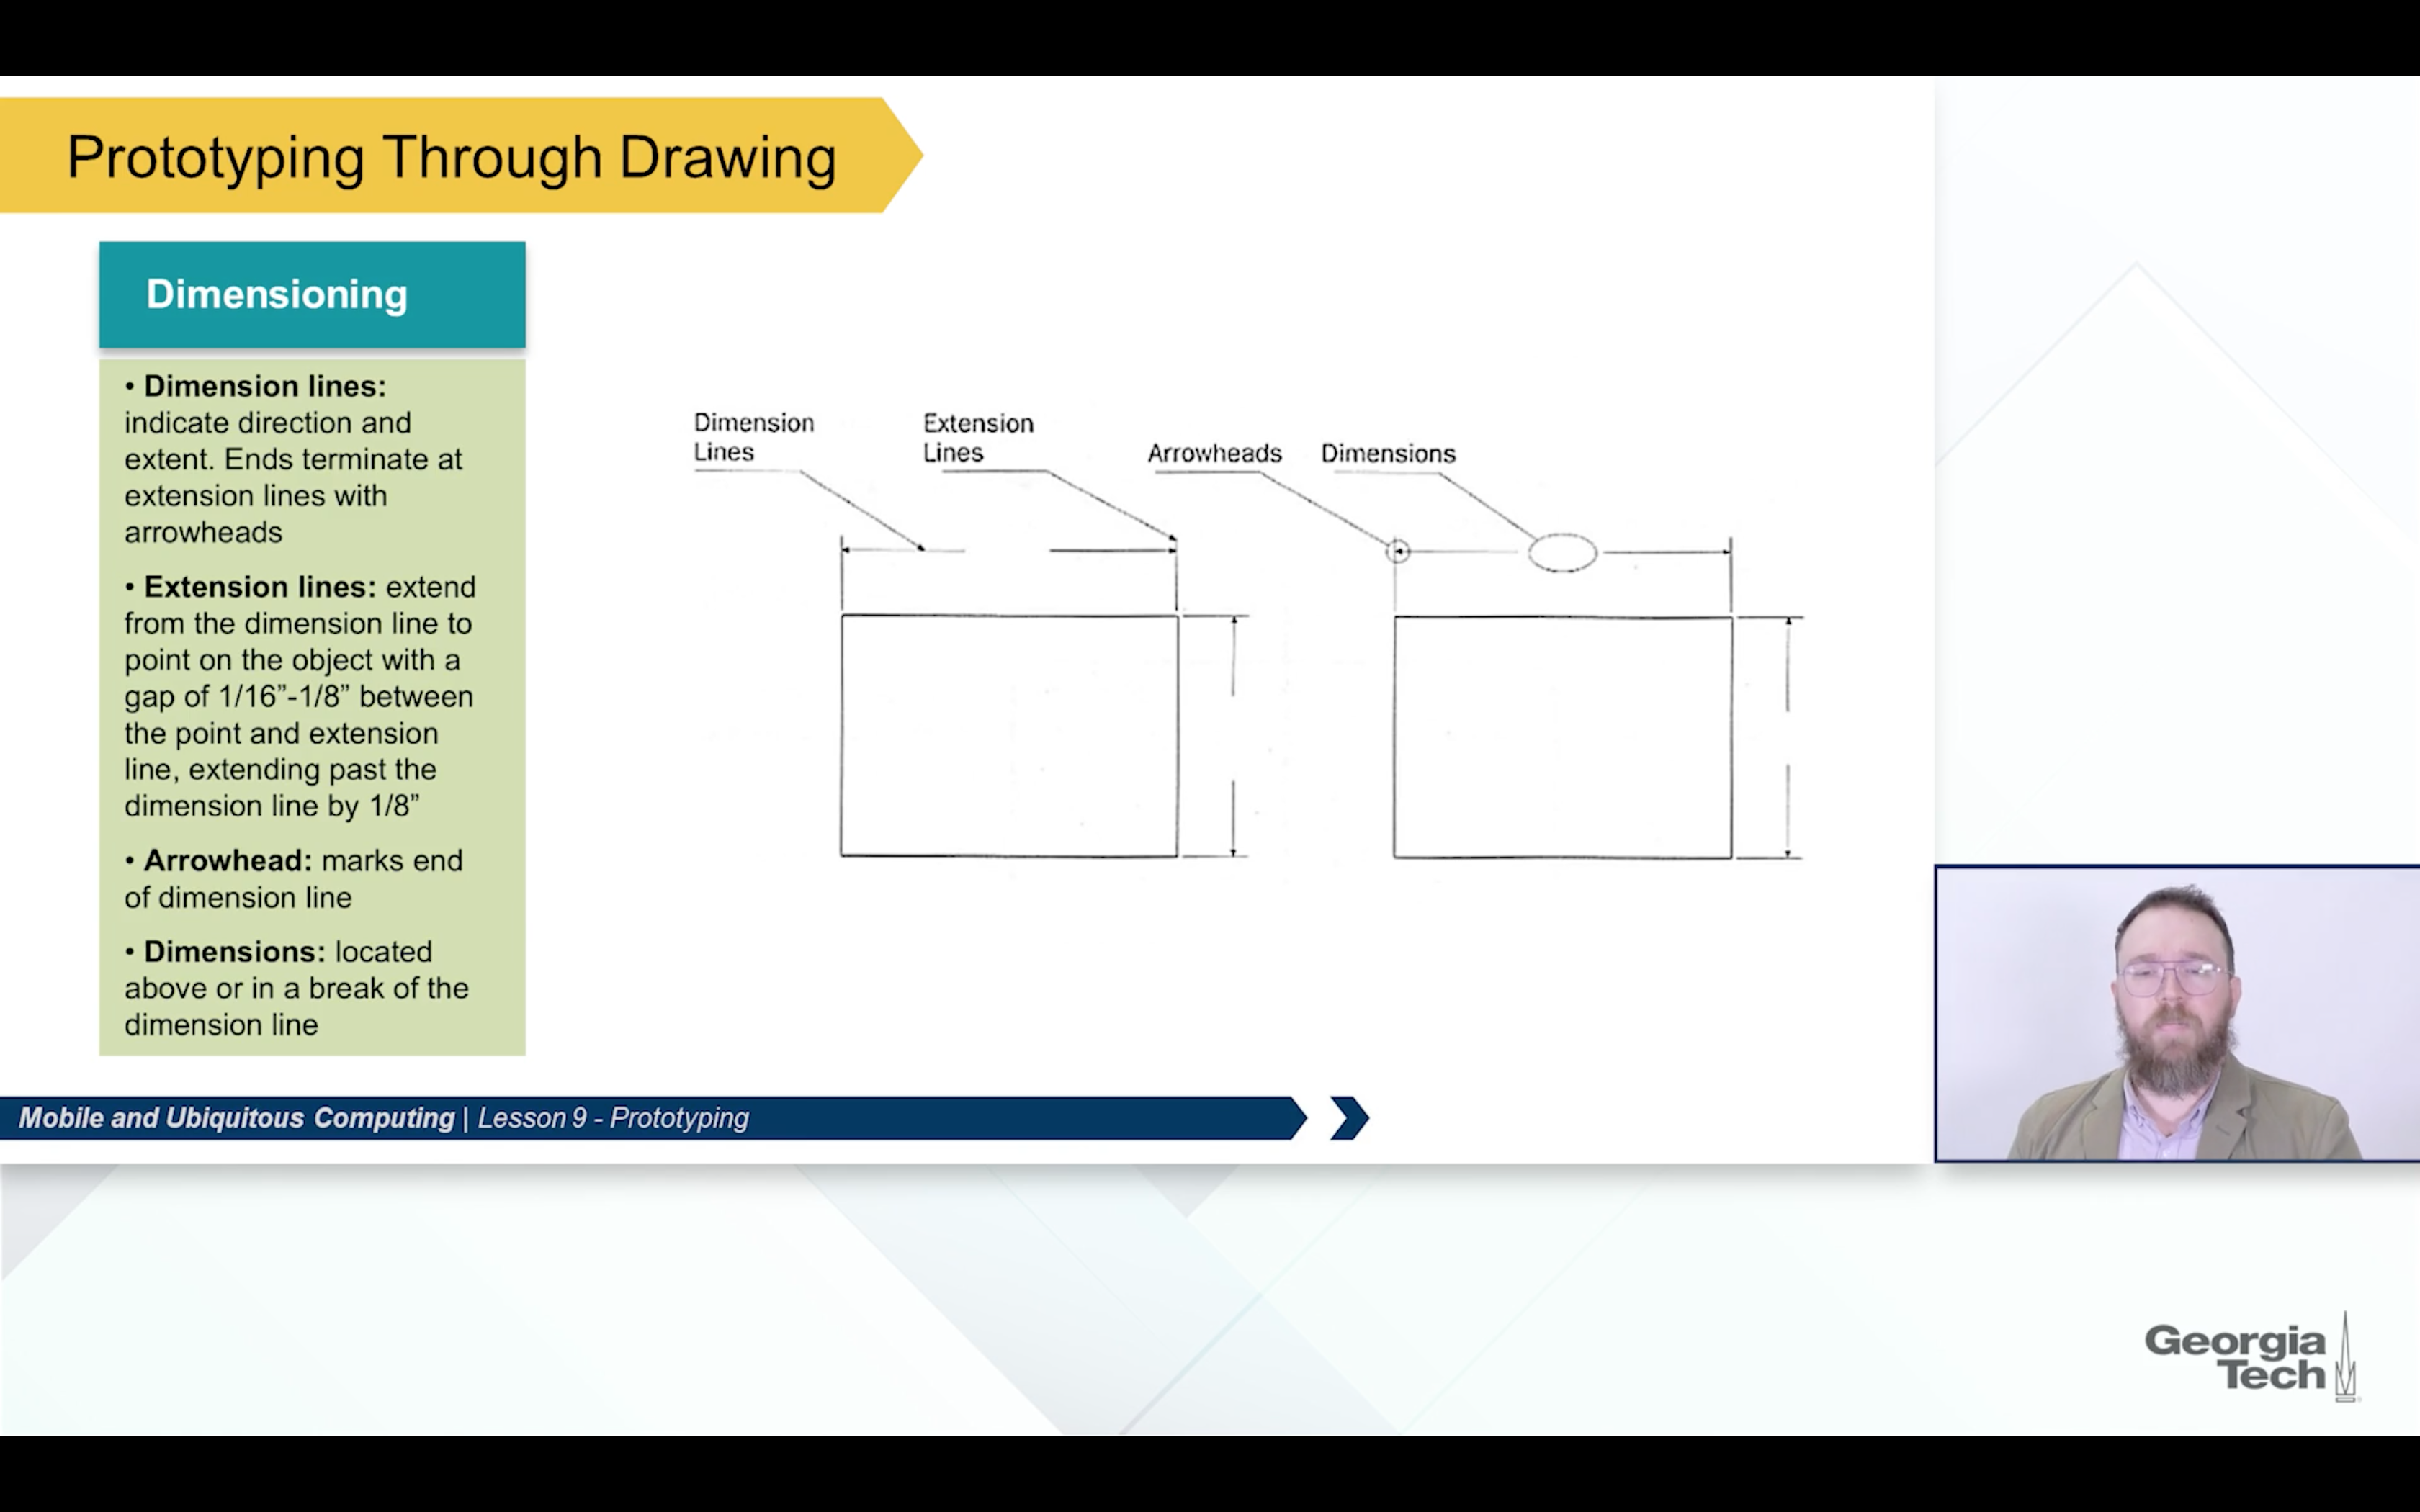 Prototyping Through Drawing
Dimensioning
• Dimension lines:
indicate direction and
extent. Ends terminate at
extension lines with
arrowheads
• Extension lines: extend
from the dimension line to
point on the object with a
gap of 1/16”-1/8” between
the point and extension
line, extending past the
dimension line by 1/8”
• Arrowhead: marks end
of dimension line
• Dimensions: located
above or in a break of the
dimension line
Dimension
Lines
Extension
Lines
Arrowheads
Dimensions
Mobile and Ubiquitous Computing | Lesson 9 - Prototyping
Georgia
Tech